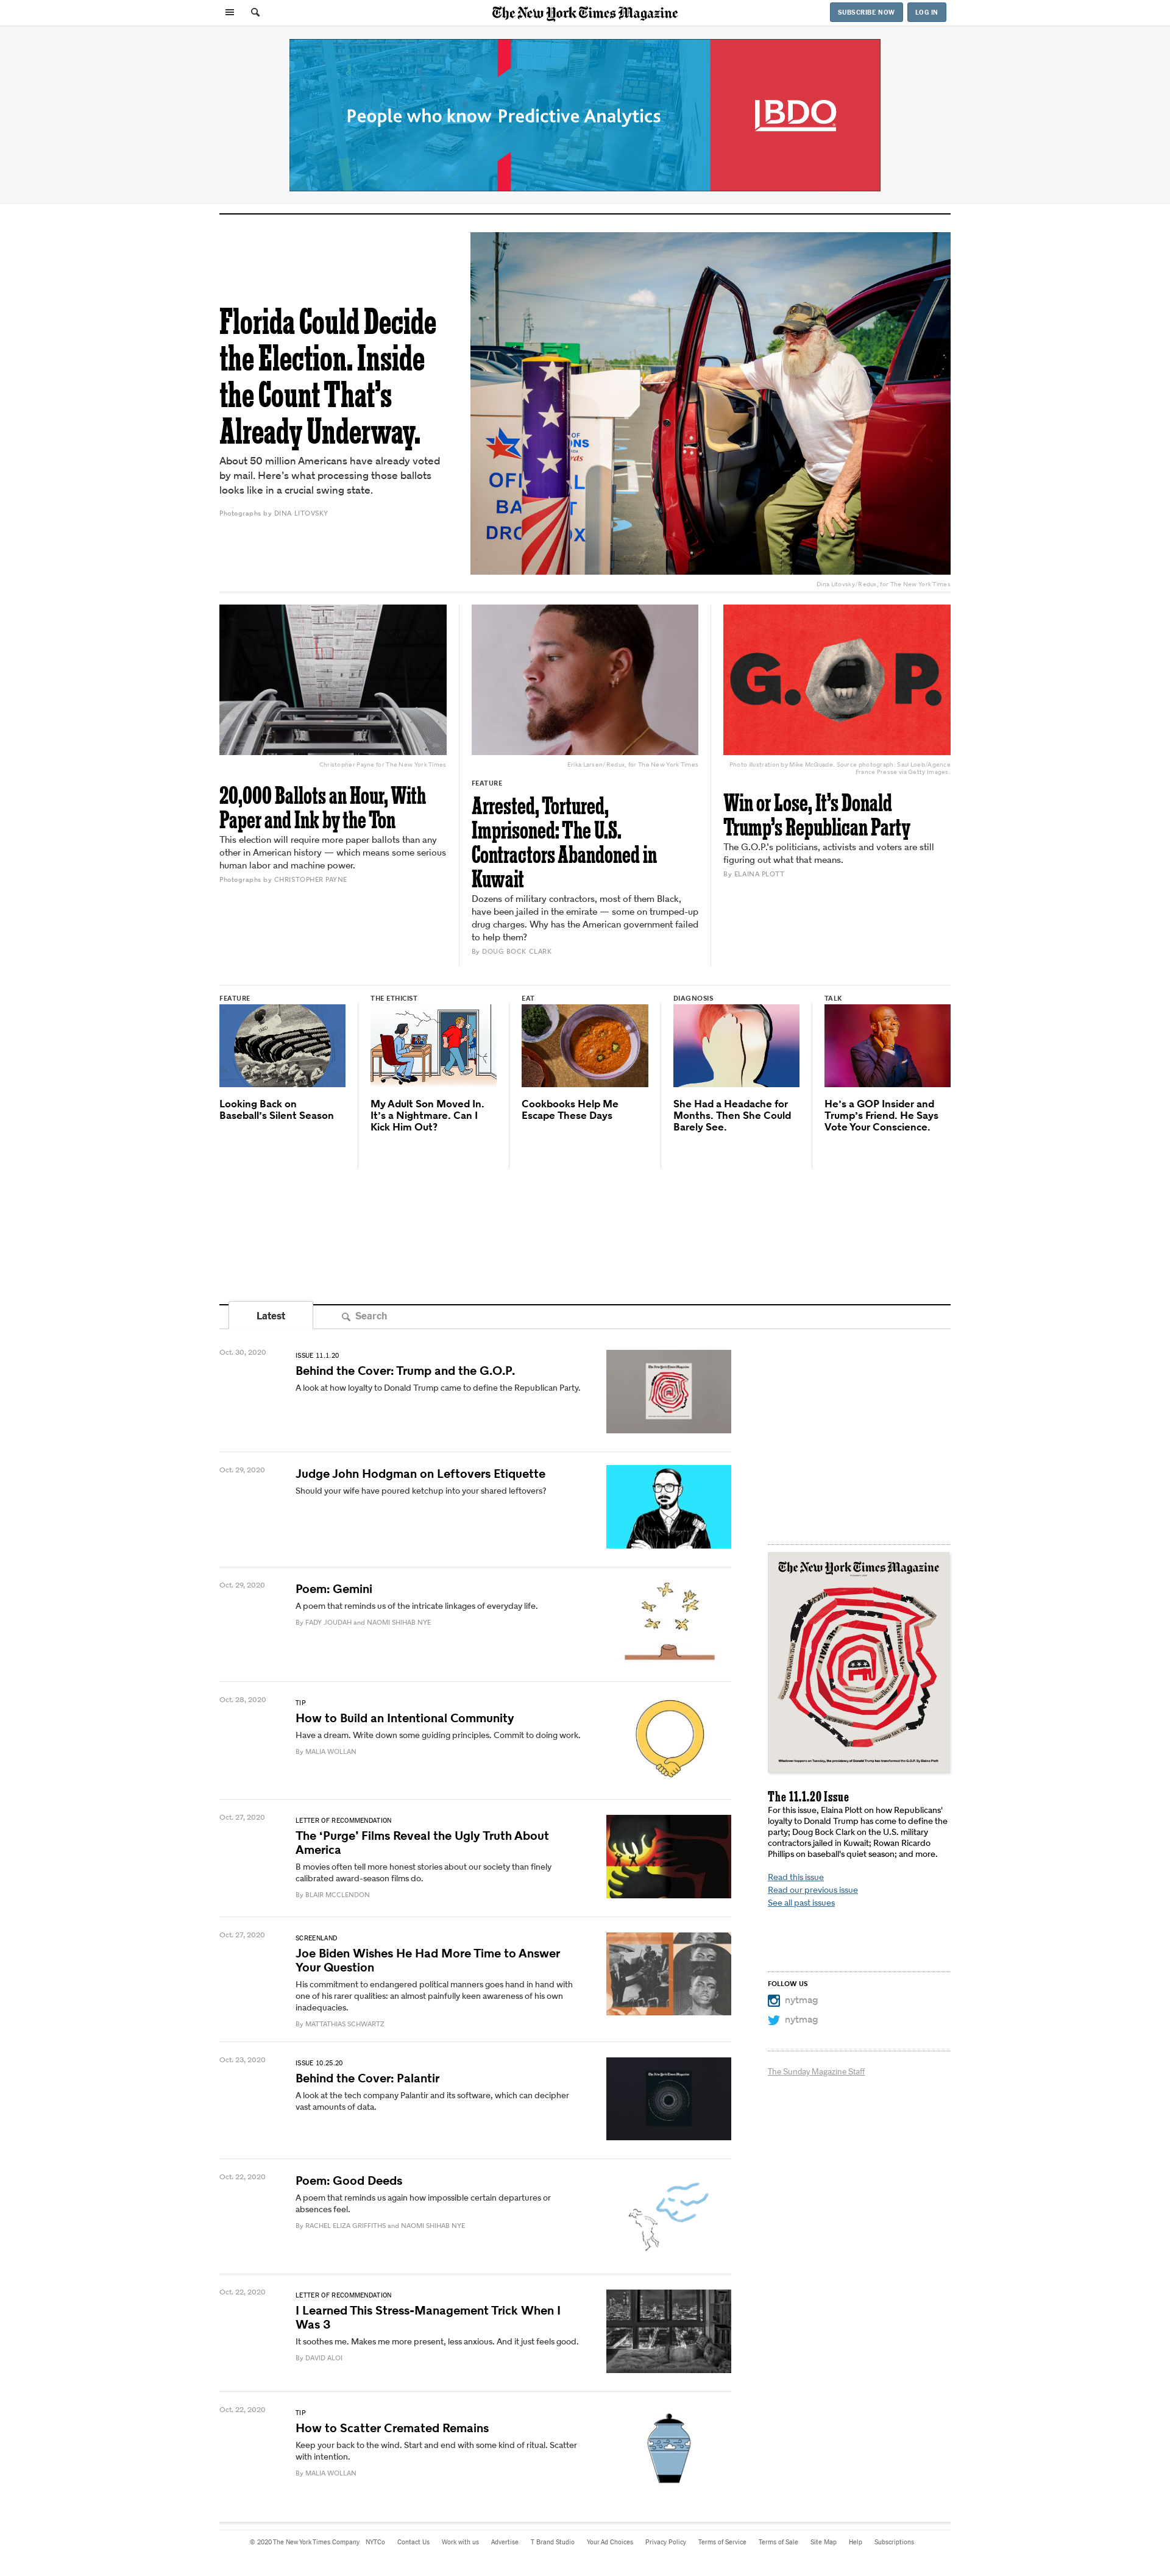 The New York Times Magazine
SUBSCRIBE NOW
LOG IN
People who know Predictive Analytics
IBDO
Florida Could Decide
the Election. Inside
the Count That's
Already Underway.
About 50 million Americans have already voted
by mail. Here's what processing those ballots
looks like in a crucial swing state.
Photographs by DINA LITOVSKY
Dina Litovsky/Redux, for The New York Times
Christopher Payne for The New York Times
20,000 Ballots an Hour, With
Paper and Ink by the Ton
This election will require more paper ballots than any
other in American history — which means some serious
human labor and machine power.
Photographs by CHRISTOPHER PAYNE
Erika Larsen/Redux, for The New York Times
FEATURE
Arrested, Tortured,
Imprisoned: The U.S.
Contractors Abandoned in
Kuwait
Dozens of military contractors, most of them Black,
have been jailed in the emirate — some on trumped-up
drug charges. Why has the American government failed
to help them?
By DOUG BOCK CLARK
G. P.
Photo illustration by Mike McQuade. Source photograph: Saul Loeb/Agence
France Presse via Getty Images.
Win or Lose, It's Donald
Trump's Republican Party
The G.O.P.'s politicians, activists and voters are still
figuring out what that means.
By ELAINA PLOTT
FEATURE
Looking Back on
Baseball's Silent Season
THE ETHICIST
My Adult Son Moved In.
It's a Nightmare. Can I
Kick Him Out?
EAT
Cookbooks Help Me
Escape These Days
DIAGNOSIS
She Had a Headache for
Months. Then She Could
Barely See.
TALK
He's a GOP Insider and
Trump's Friend. He Says
Vote Your Conscience.
Latest
Search
Oct. 30, 2020
ISSUE 11.1.20
Behind the Cover: Trump and the G.O.P.
A look at how loyalty to Donald Trump came to define the Republican Party.
Oct. 29, 2020
Judge John Hodgman on Leftovers Etiquette
Should your wife have poured ketchup into your shared leftovers?
Oct. 29, 2020
Poem: Gemini
A poem that reminds us of the intricate linkages of everyday life.
By FADY JOUDAH and NAOMI SHIHAB NYE
Oct. 28, 2020
TIP
How to Build an Intentional Community
Have a dream. Write down some guiding principles. Commit to doing work.
By MALIA WOLLAN
Oct. 27, 2020
LETTER OF RECOMMENDATION
The ‘Purge’ Films Reveal the Ugly Truth About
America
B movies often tell more honest stories about our society than finely
calibrated award-season films do.
By BLAIR MCCLENDON
Oct. 27, 2020
SCREENLAND
Joe Biden Wishes He Had More Time to Answer
Your Question
His commitment to endangered political manners goes hand in hand with
one of his rarer qualities: an almost painfully keen awareness of his own
inadequacies.
By MATTATHIAS SCHWARTZ
Oct. 23, 2020
ISSUE 10.25.20
Behind the Cover: Palantir
A look at the tech company Palantir and its software, which can decipher
vast amounts of data.
Oct. 22, 2020
Poem: Good Deeds
A poem that reminds us again how impossible certain departures or
absences feel.
By RACHEL ELIZA GRIFFITHS and NAOMI SHIHAB NYE
Oct. 22, 2020
LETTER OF RECOMMENDATION
I Learned This Stress-Management Trick When I
Was 3
It soothes me. Makes me more present, less anxious. And it just feels good.
By DAVID ALOI
Oct. 22, 2020
TIP
How to Scatter Cremated Remains
Keep your back to the wind. Start and end with some kind of ritual. Scatter
with intention.
By MALIA WOLLAN
The New York Times Magazine
Whatever happens on Tuesday, the presidency of Donald Trump has transformed the G.O.P. By Elaina Plott
The 11.1.20 Issue
For this issue, Elaina Plott on how Republicans'
loyalty to Donald Trump has come to define the
party; Doug Bock Clark on the U.S. military
contractors jailed in Kuwait; Rowan Ricardo
Phillips on baseball's quiet season; and more.
Read this issue
Read our previous issue
See all past issues
FOLLOW US
nytmag
nytmag
The Sunday Magazine Staff
© 2020 The New York Times Company
NYTCo
Contact Us
Work with us
Advertise
T Brand Studio
Your Ad Choices
Privacy Policy
Terms of Service
Terms of Sale
Site Map
Help
Subscriptions